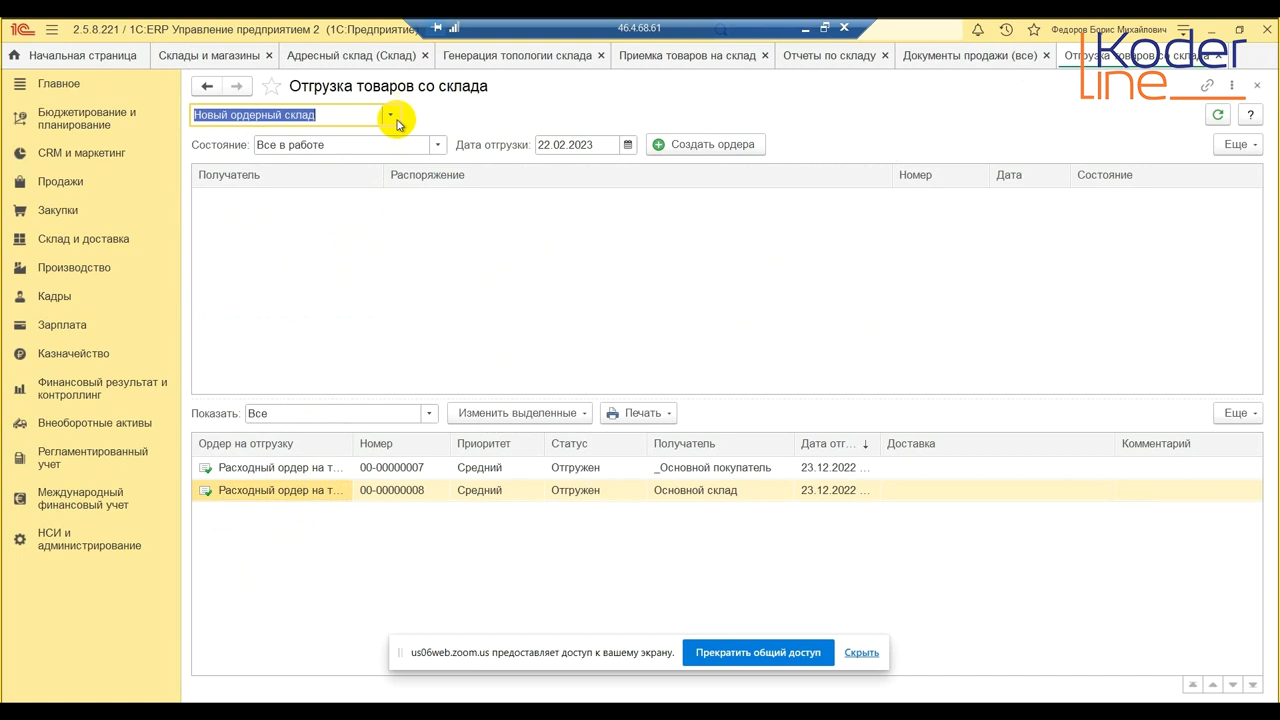 2.5.8.221 / 1С:ERP Управление предприятием 2 (1С:Предприятие,
46.4.68.61
Федоров Борис Михайлович
Koder
line
Начальная страница
Склады и магазины
Адресный склад (Склад)
Генерация топологии склада
Приемка товаров на склад
Отчеты по складу
Документы продажи (все)
Отгрузка товаров со склада
Главное
Бюджетирование и
планирование
CRM и маркетинг
Продажи
Закупки
Склад и доставка
Производство
Кадры
Зарплата
Казначейство
Финансовый результат и
контроллинг
Внеоборотные активы
Регламентированный
учет
Международный
финансовый учет
НСИ и
администрирование
Отгрузка товаров со склада
Новый ордерный склад
?
Состояние: Все в работе Дата отгрузки: 22.02.2023 Создать ордера Еще
Получатель Распоряжение Номер Дата Состояние
Показать: Все Изменить выделенные Печать Еще
Ордер на отгрузку Номер Приоритет Статус Получатель Дата отг... ↓ Доставка Комментарий
Расходный ордер на т... 00-00000007 Средний Отгружен _Основной покупатель 23.12.2022 ...
Расходный ордер на т... 00-00000008 Средний Отгружен Основной склад 23.12.2022 ...
us06web.zoom.us предоставляет доступ к вашему экрану. Прекратить общий доступ Скрыть